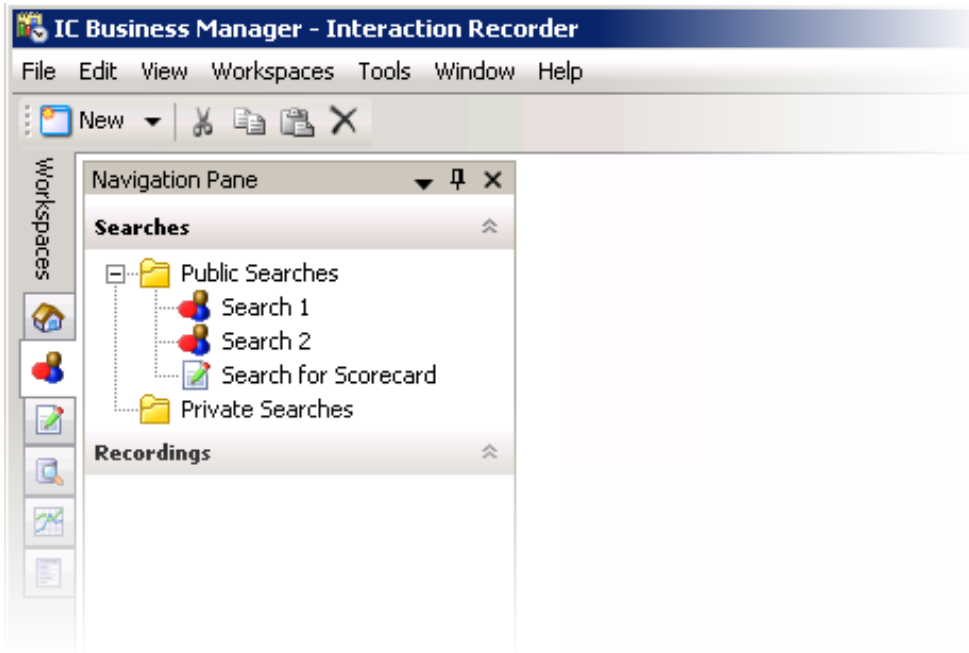 IC Business Manager - Interaction Recorder
File Edit View Workspaces Tools Window Help
New
Workspaces
Navigation Pane
Searches
Public Searches
Search 1
Search 2
Search for Scorecard
Private Searches
Recordings